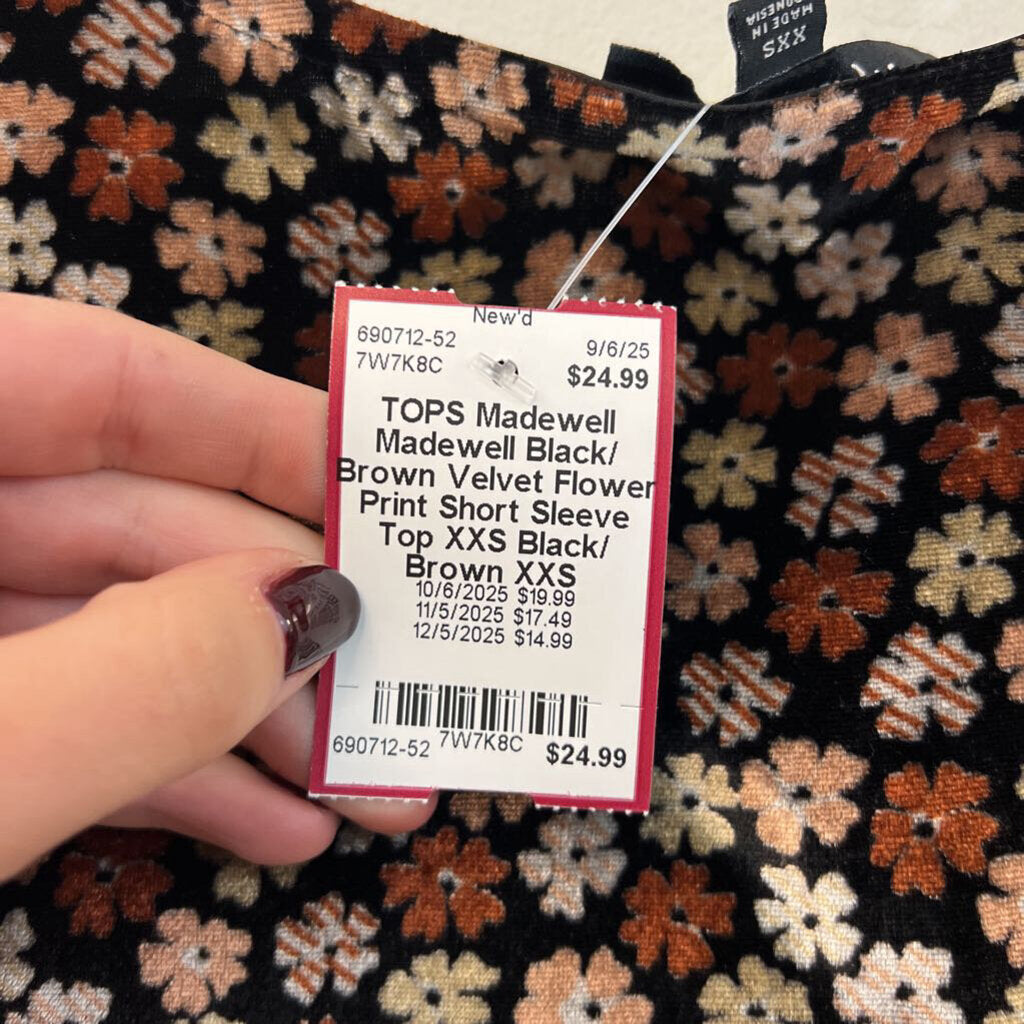 MADE IN
INDONESIA
XXS
New'd
690712-52
7W7K8C
9/6/25
$24.99
TOPS Madewell
Madewell Black/
Brown Velvet Flower
Print Short Sleeve
Top XXS Black/
Brown XXS
10/6/2025 $19.99
11/5/2025 $17.49
12/5/2025 $14.99
690712-52 7W7K8C $24.99